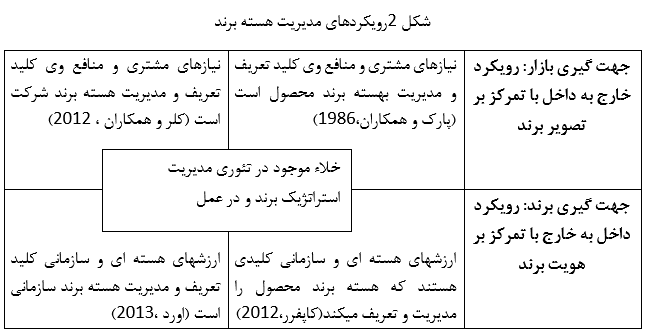 شکل 2رویکردهای مدیریت هسته برند
جهت گیری بازار: رویکرد
خارج به داخل با تمرکز بر
تصویر برند
نیازهای مشتری و منافع وی کلید تعریف
و مدیریت بهسته برند محصول است
(پارک و همکاران،1986)
نیازهای مشتری و منافع وی کلید
تعریف و مدیریت هسته برند شرکت
است (کلر و همکاران ، 2012)
خلاء موجود در تئوری مدیریت
استراتژیک برند و در عمل
جهت گیری برند: رویکرد
داخل به خارج با تمرکز بر
هویت برند
ارزشهای هسته ای و سازمانی کلیدی
هستند که هسته برند محصول را
مدیریت و تعریف میکند(کاپفرر،2012)
ارزشهای هسته ای و سازمانی کلید
تعریف و مدیریت هسته برند سازمانی
است (اورد ،2013)